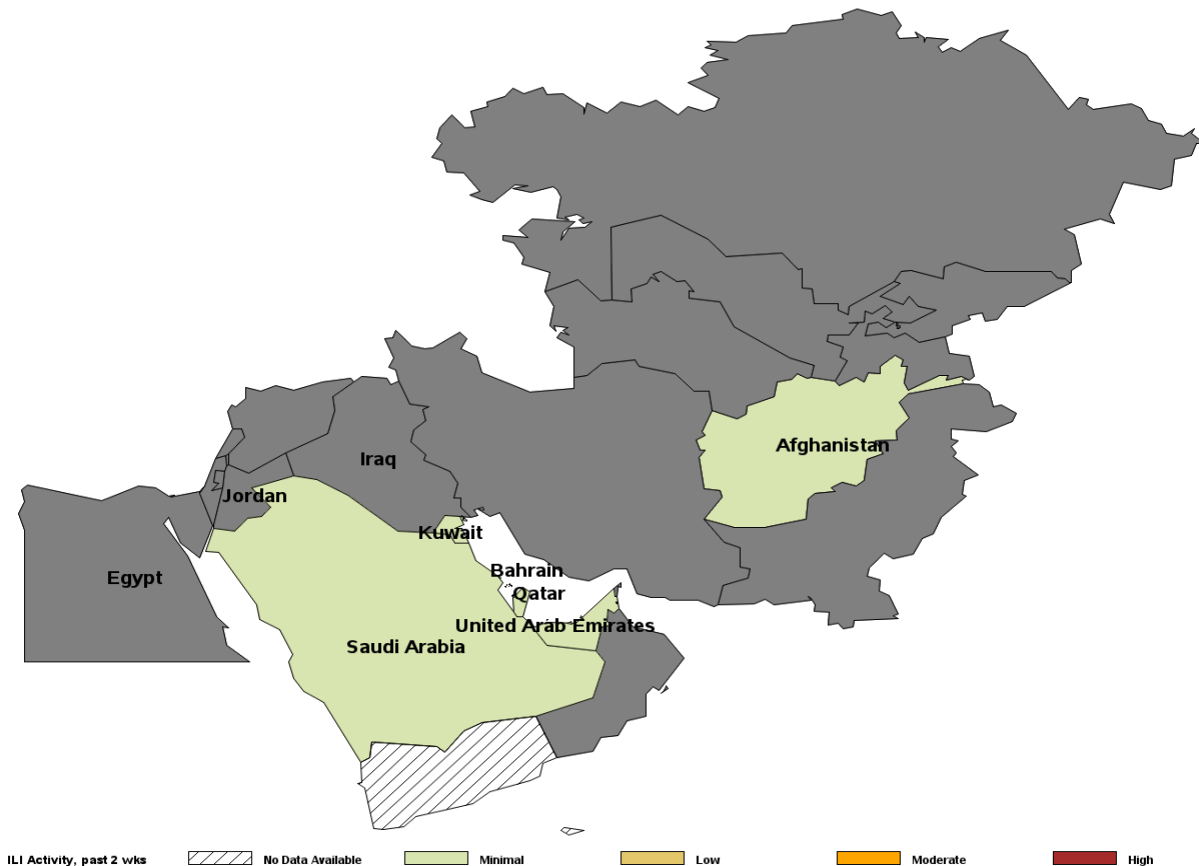 Afghanistan
Iraq
Jordan
Kuwait
Bahrain
Egypt
Qatar
United Arab Emirates
Saudi Arabia
ILI Activity, past 2 wks No Data Available Minimal Low Moderate High